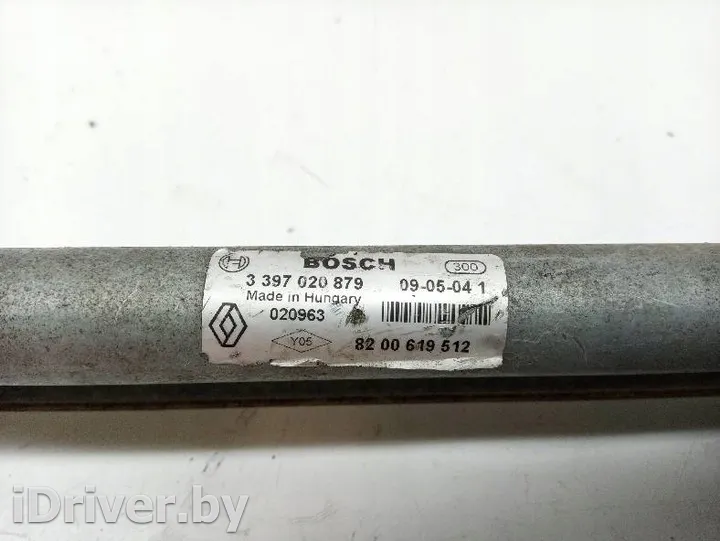 BOSCH
300
3 397 020 879
09-05-04 1
Made in Hungary
020963
Y05
82 00 619 512
iDriver.by